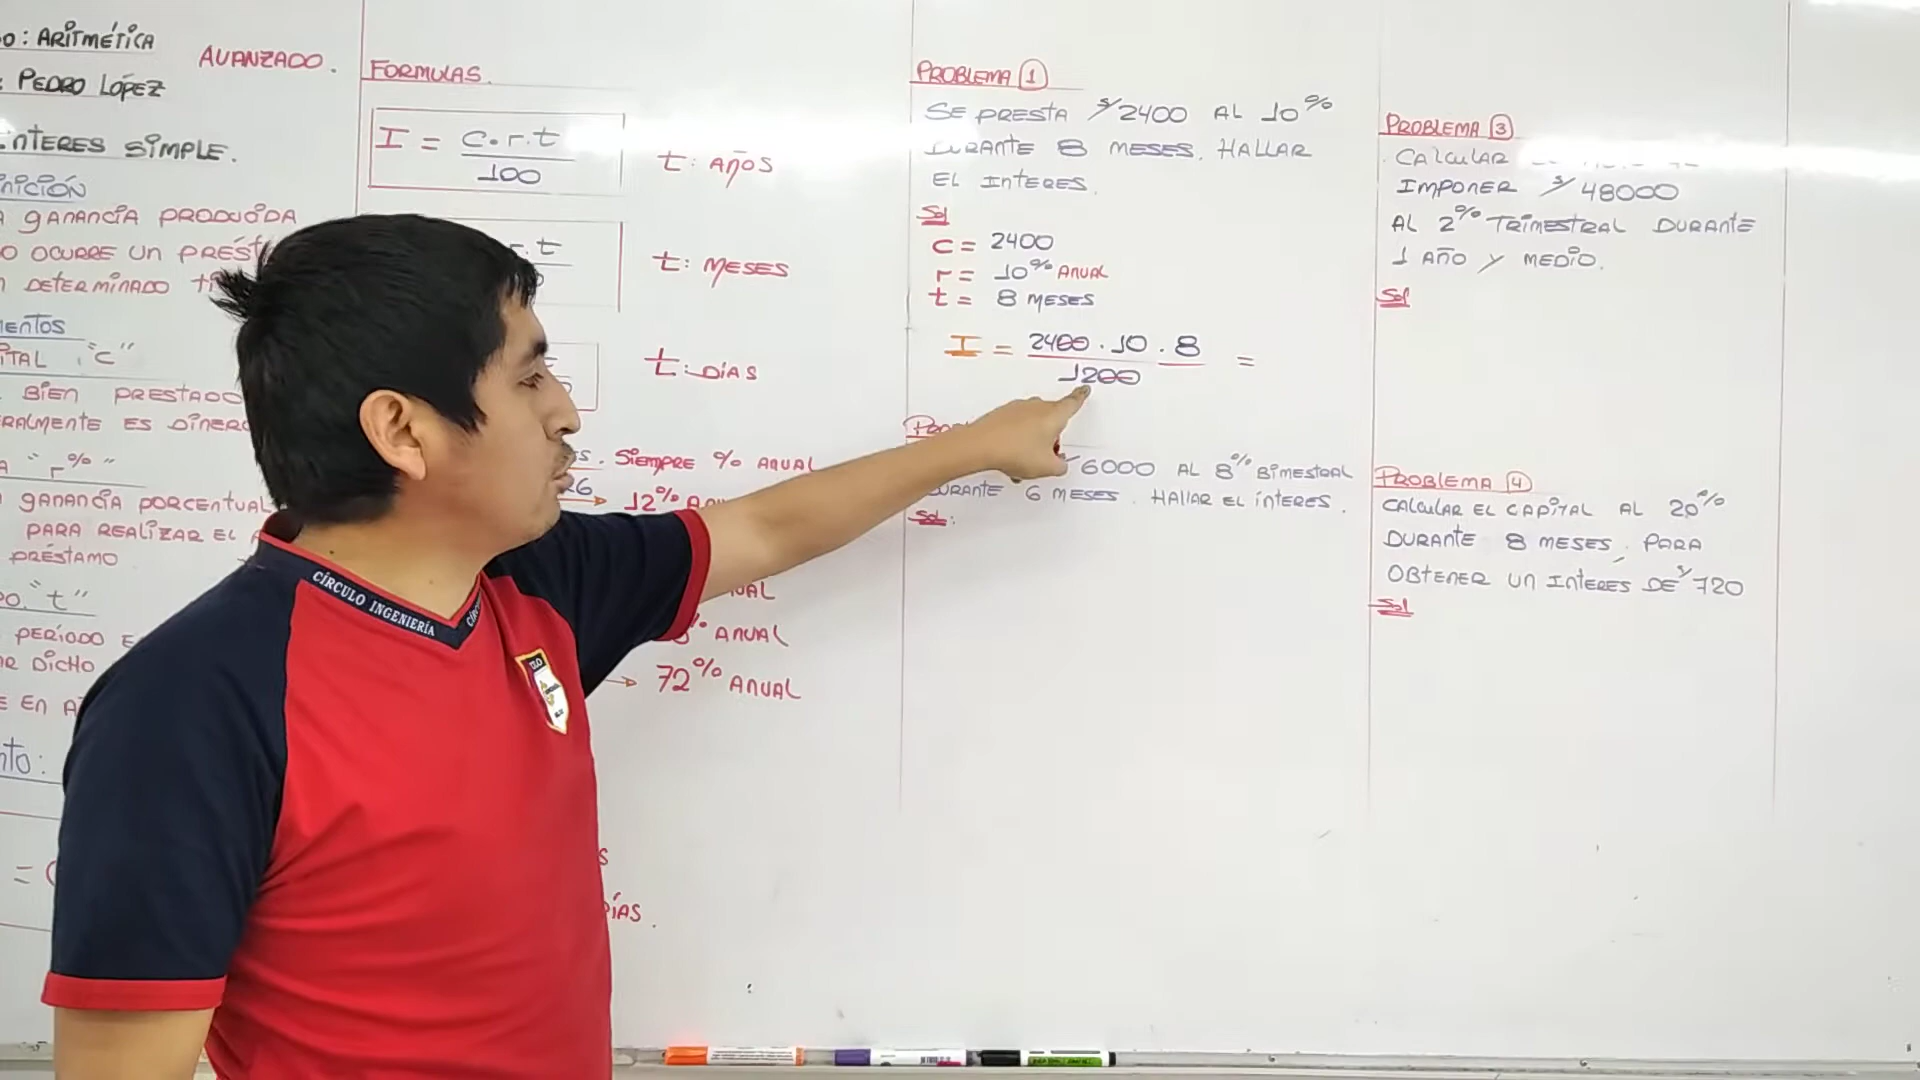 : ARITMÉTICA
: PEDRO LÓPEZ
AVANZADO.
INTERES SIMPLE.
GANANCIA PRODUCIDA
OCURRE UN
DETERMINADO
"C"
BIEN PRESTADO
ES DINERO
"r%"
GANANCIA PORCENTUAL
PARA REALIZAR EL
PRÉSTAMO
"t"
PERÍODO
DICHO
EN
FORMULAS.
I = C.r.t / 100
t: AÑOS
.t
t: MESES
t: DÍAS
. SIEMPRE % ANUAL
12%
ANUAL
72% ANUAL
PROBLEMA 1
SE PRESTA S/2400 AL 10%
DURANTE 8 MESES. HALLAR
EL INTERES.
Sol
C = 2400
r = 10% ANUAL
t = 8 MESES
I = 2400 . 10 . 8 / 1200 =
6000 AL 8% BIMESTRAL
DURANTE 6 MESES. HALLAR EL INTERES.
Sol:
PROBLEMA 3
CALCULAR
IMPONER S/48000
AL 2% TRIMESTRAL DURANTE
1 AÑO Y MEDIO.
Sol
PROBLEMA 4
CALCULAR EL CAPITAL AL 20%
DURANTE 8 MESES, PARA
OBTENER UN INTERES DE S/720
Sol
CÍRCULO INGENIERÍA